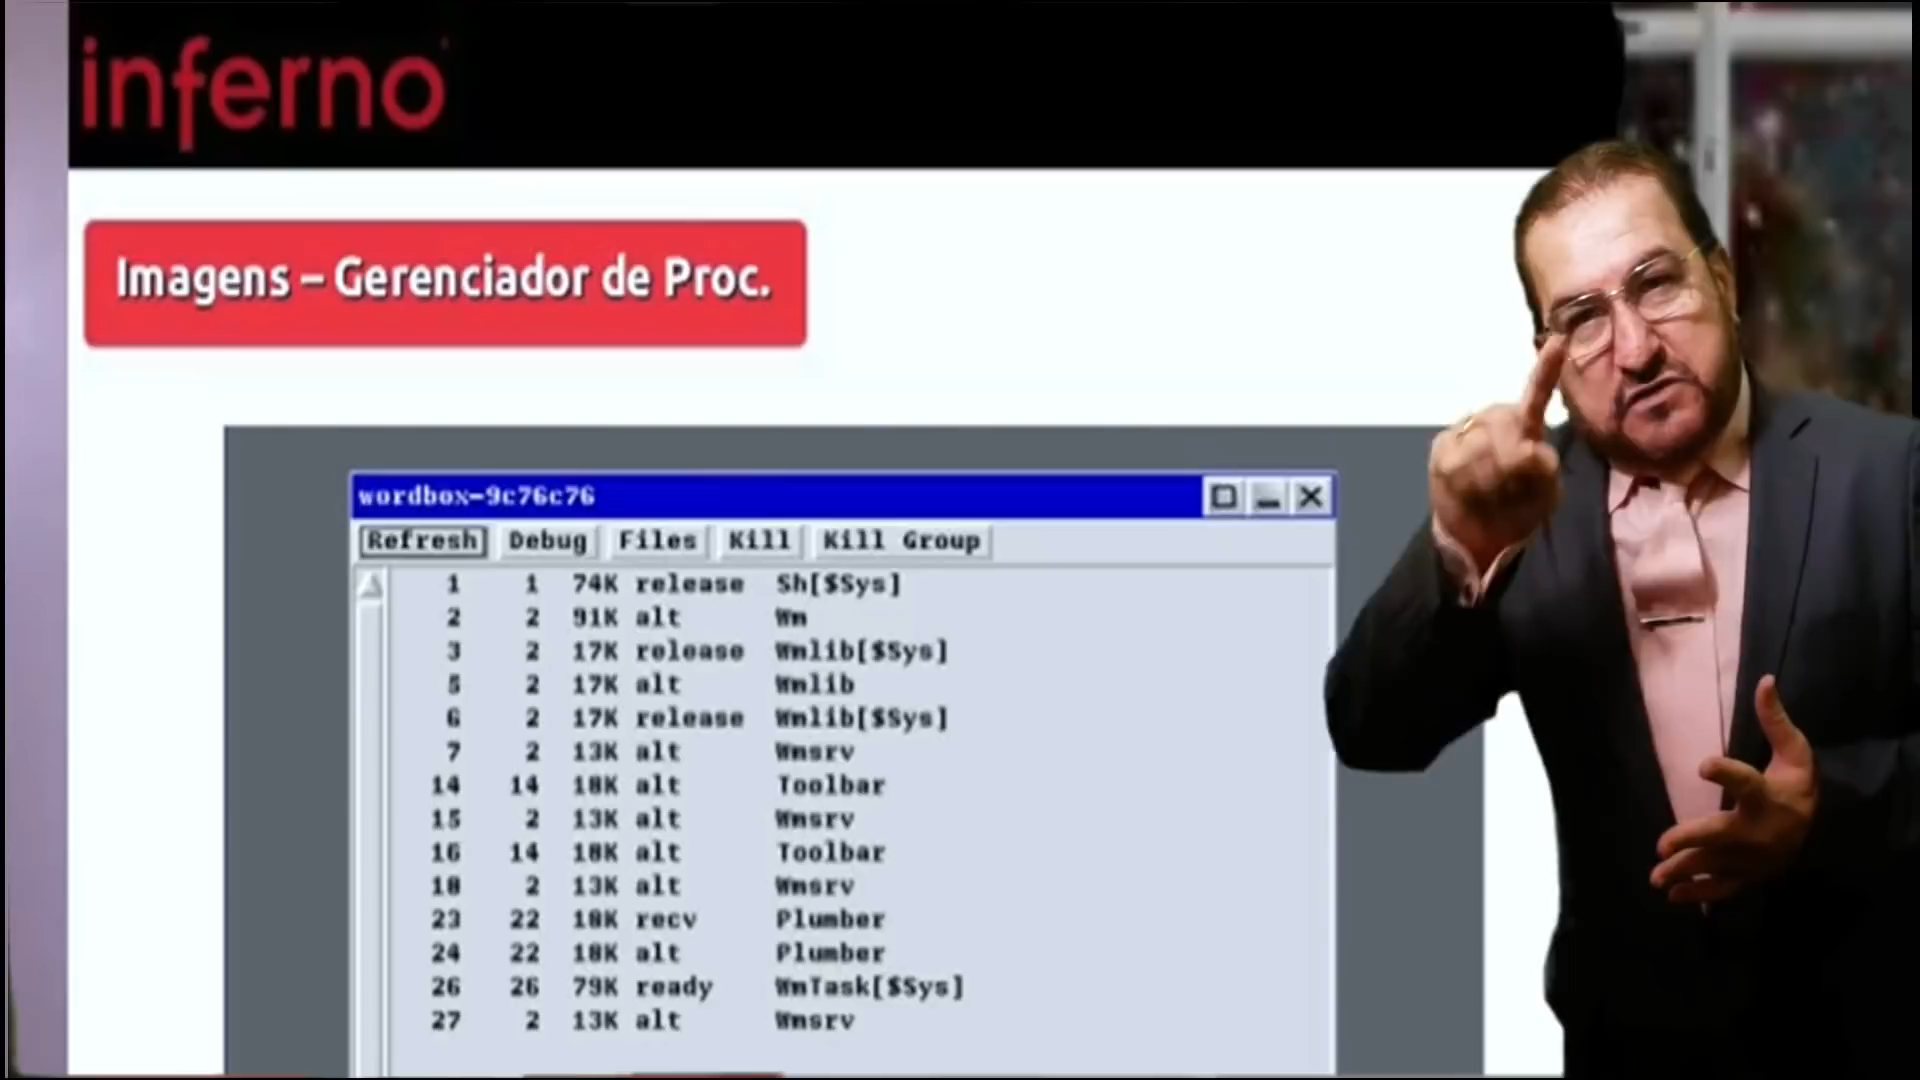 inferno
Imagens – Gerenciador de Proc.
wordbox-9c76c76
Refresh Debug Files Kill Kill Group
1 1 74K release Sh[$Sys]
2 2 91K alt Wm
3 2 17K release Wmlib[$Sys]
5 2 17K alt Wmlib
6 2 17K release Wmlib[$Sys]
7 2 13K alt Wmsrv
14 14 18K alt Toolbar
15 2 13K alt Wmsrv
16 14 18K alt Toolbar
18 2 13K alt Wmsrv
23 22 18K recv Plumber
24 22 18K alt Plumber
26 26 79K ready WmTask[$Sys]
27 2 13K alt Wmsrv